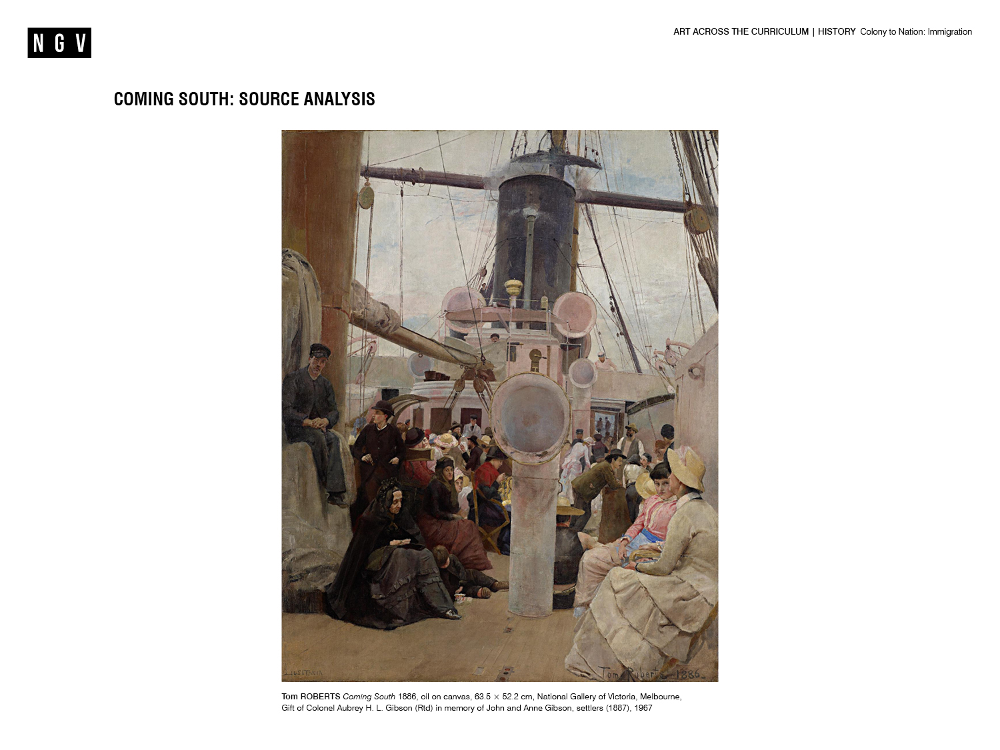 NGV
ART ACROSS THE CURRICULUM | HISTORY Colony to Nation: Immigration
COMING SOUTH: SOURCE ANALYSIS
LUSITANIA
Tom Roberts 1886
Tom ROBERTS Coming South 1886, oil on canvas, 63.5 × 52.2 cm, National Gallery of Victoria, Melbourne,
Gift of Colonel Aubrey H. L. Gibson (Rtd) in memory of John and Anne Gibson, settlers (1887), 1967